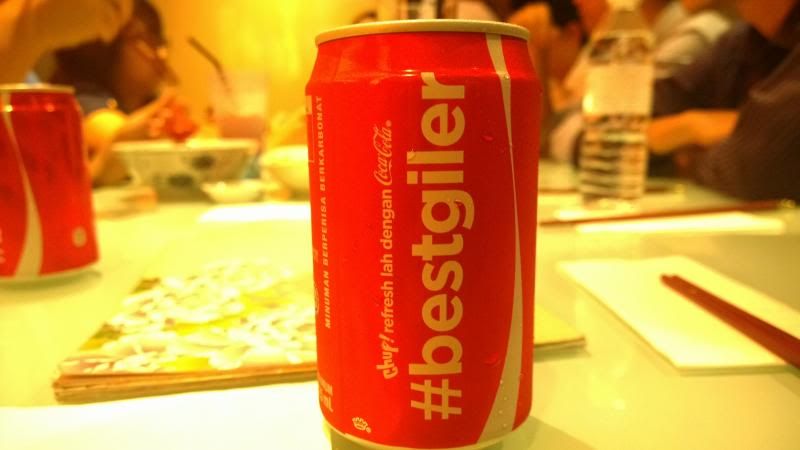 MINUMAN BERPERISA BERKARBONAT
Chup! refresh lah dengan Coca-Cola®
#bestgiler